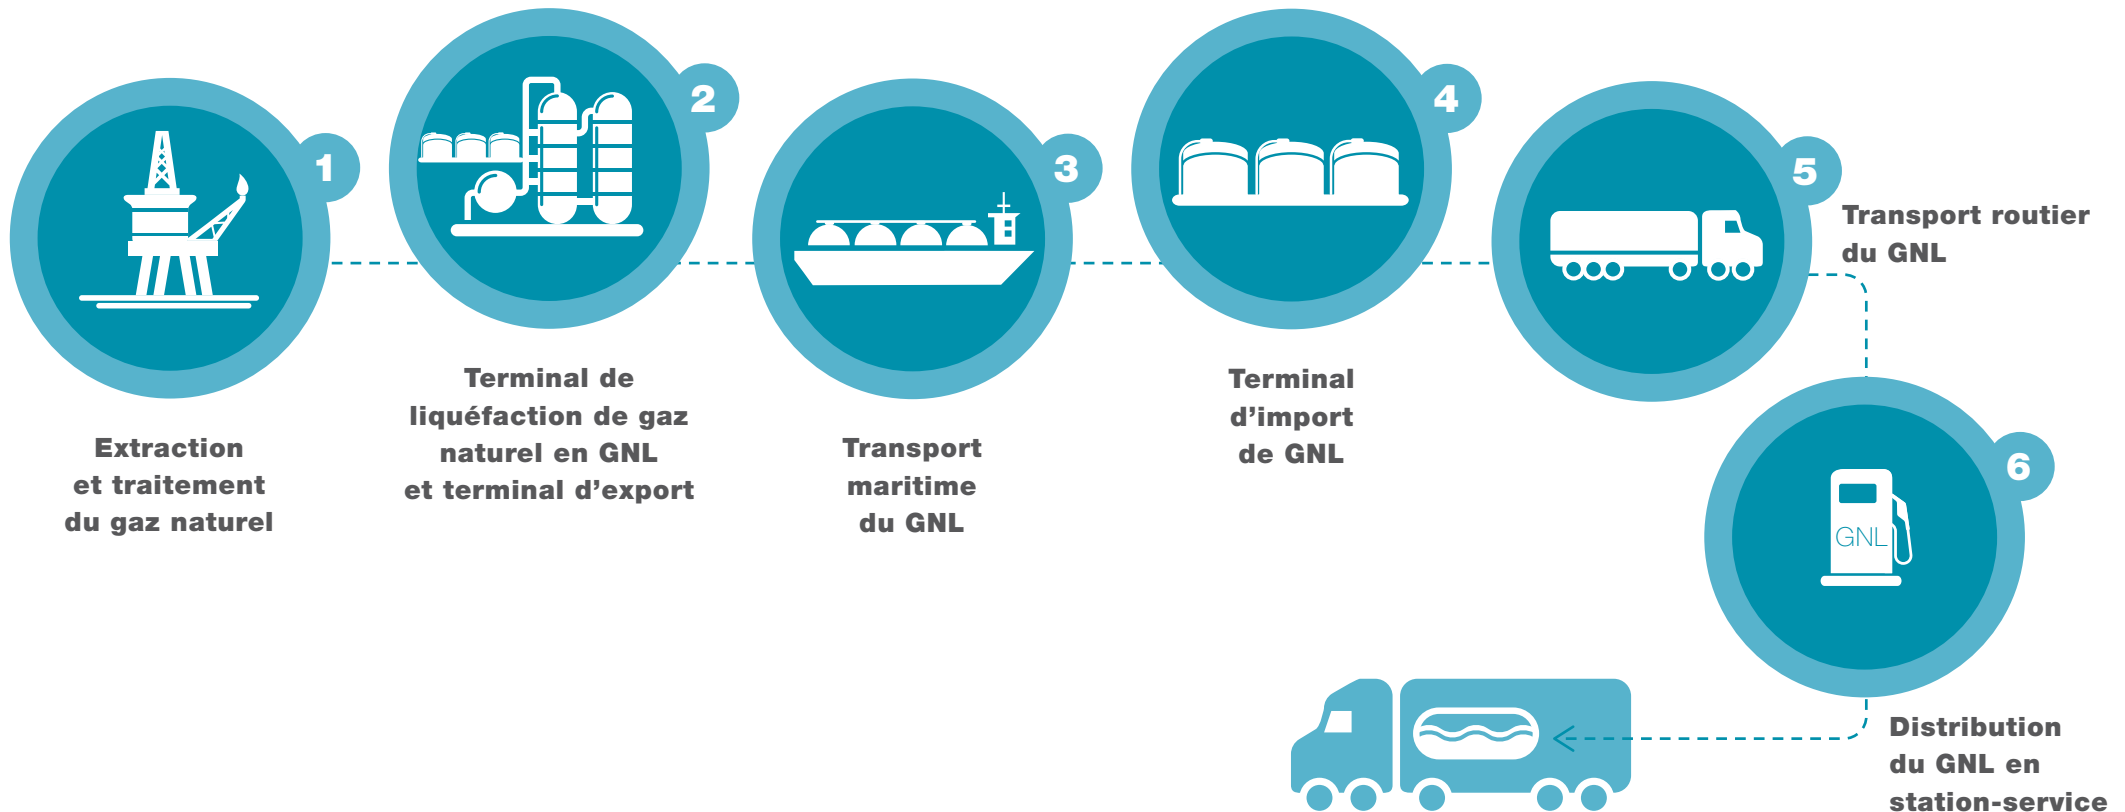 1
Extraction
et traitement
du gaz naturel
2
Terminal de
liquéfaction de gaz
naturel en GNL
et terminal d’export
3
Transport
maritime
du GNL
4
Terminal
d’import
de GNL
5
Transport routier
du GNL
6
GNL
Distribution
du GNL en
station-service